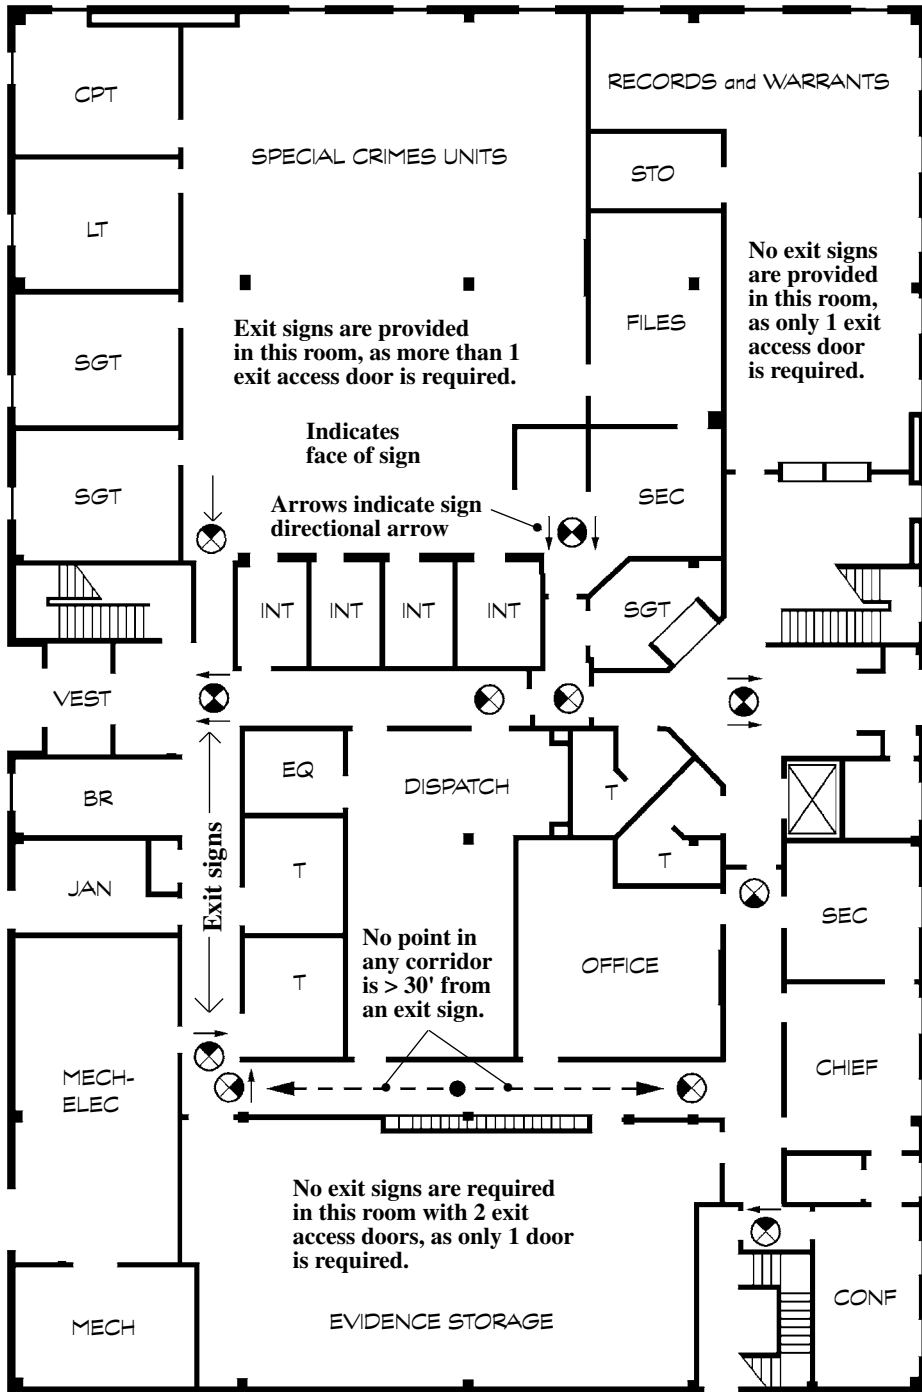 CPT
RECORDS and WARRANTS
SPECIAL CRIMES UNITS
STO
LT
No exit signs
are provided
in this room,
as only 1 exit
access door
is required.
FILES
Exit signs are provided
in this room, as more than 1
exit access door is required.
SGT
Indicates
face of sign
SGT
SEC
Arrows indicate sign
directional arrow
INT
INT
INT
INT
SGT
VEST
EQ
DISPATCH
BR
T
Exit signs
T
T
JAN
SEC
No point in
any corridor
is > 30' from
an exit sign.
OFFICE
T
MECH-
ELEC
CHIEF
No exit signs are required
in this room with 2 exit
access doors, as only 1 door
is required.
CONF
MECH
EVIDENCE STORAGE